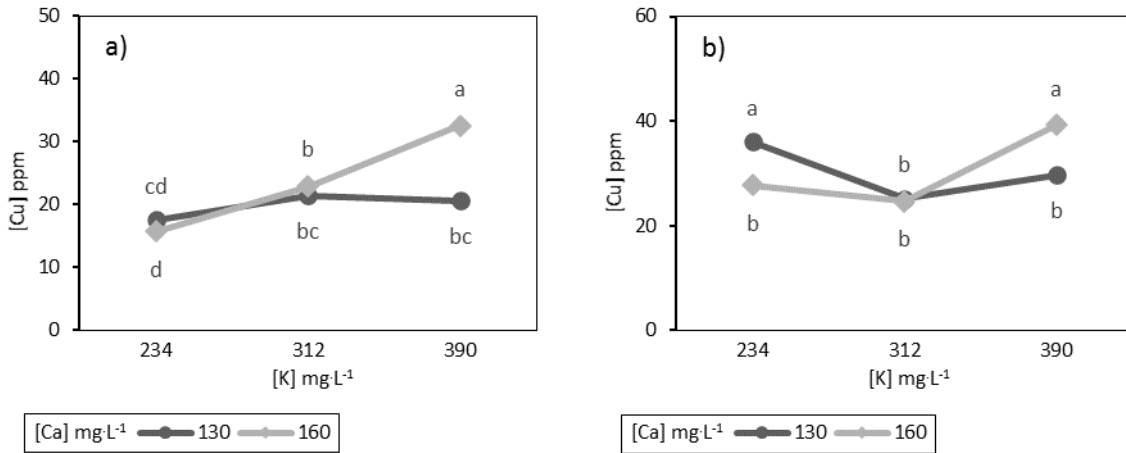 a)
[Cu] ppm
50
40
30
20
10
0
cd
d
b
bc
a
bc
234 312 390
[K] mg·L⁻¹
[Ca] mg·L⁻¹ 130 160
b)
[Cu] ppm
60
40
20
0
a
b
b
b
a
b
234 312 390
[K] mg·L⁻¹
[Ca] mg·L⁻¹ 130 160